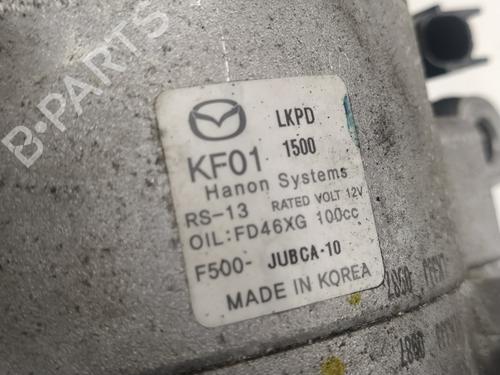 B-PARTS
LKPD
KF01 1500
Hanon Systems
RS-13 RATED VOLT 12V
OIL:FD46XG 100cc
F500- JUBCA-10
MADE IN KOREA